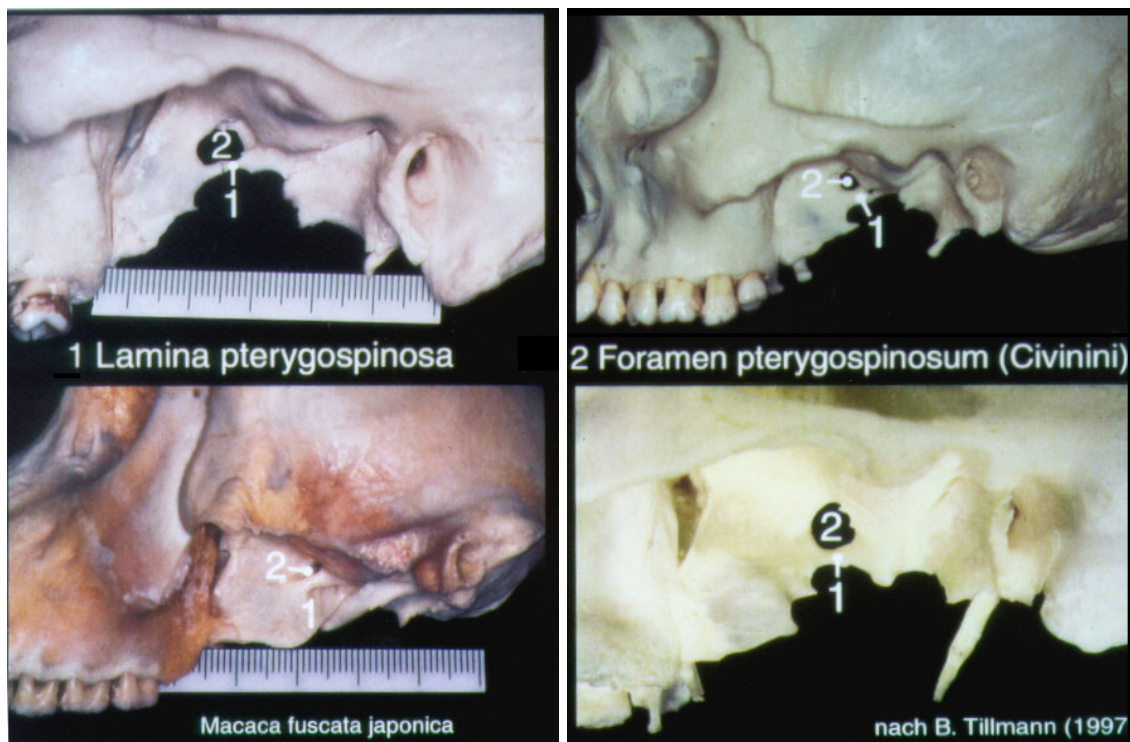 2
1
2
1
1 Lamina pterygospinosa
2 Foramen pterygospinosum (Civinini)
2
1
Macaca fuscata japonica
2
1
nach B. Tillmann (1997